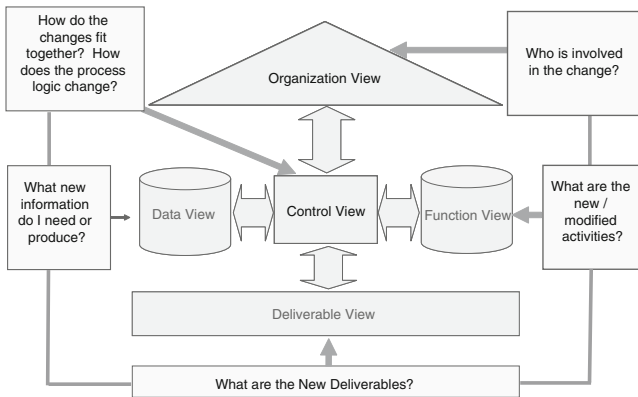 How do the
changes fit
together? How
does the process
logic change?
Organization View
Who is involved
in the change?
What new
information
do I need or
produce?
Data View
Control View
Function View
What are the
new /
modified
activities?
Deliverable View
What are the New Deliverables?